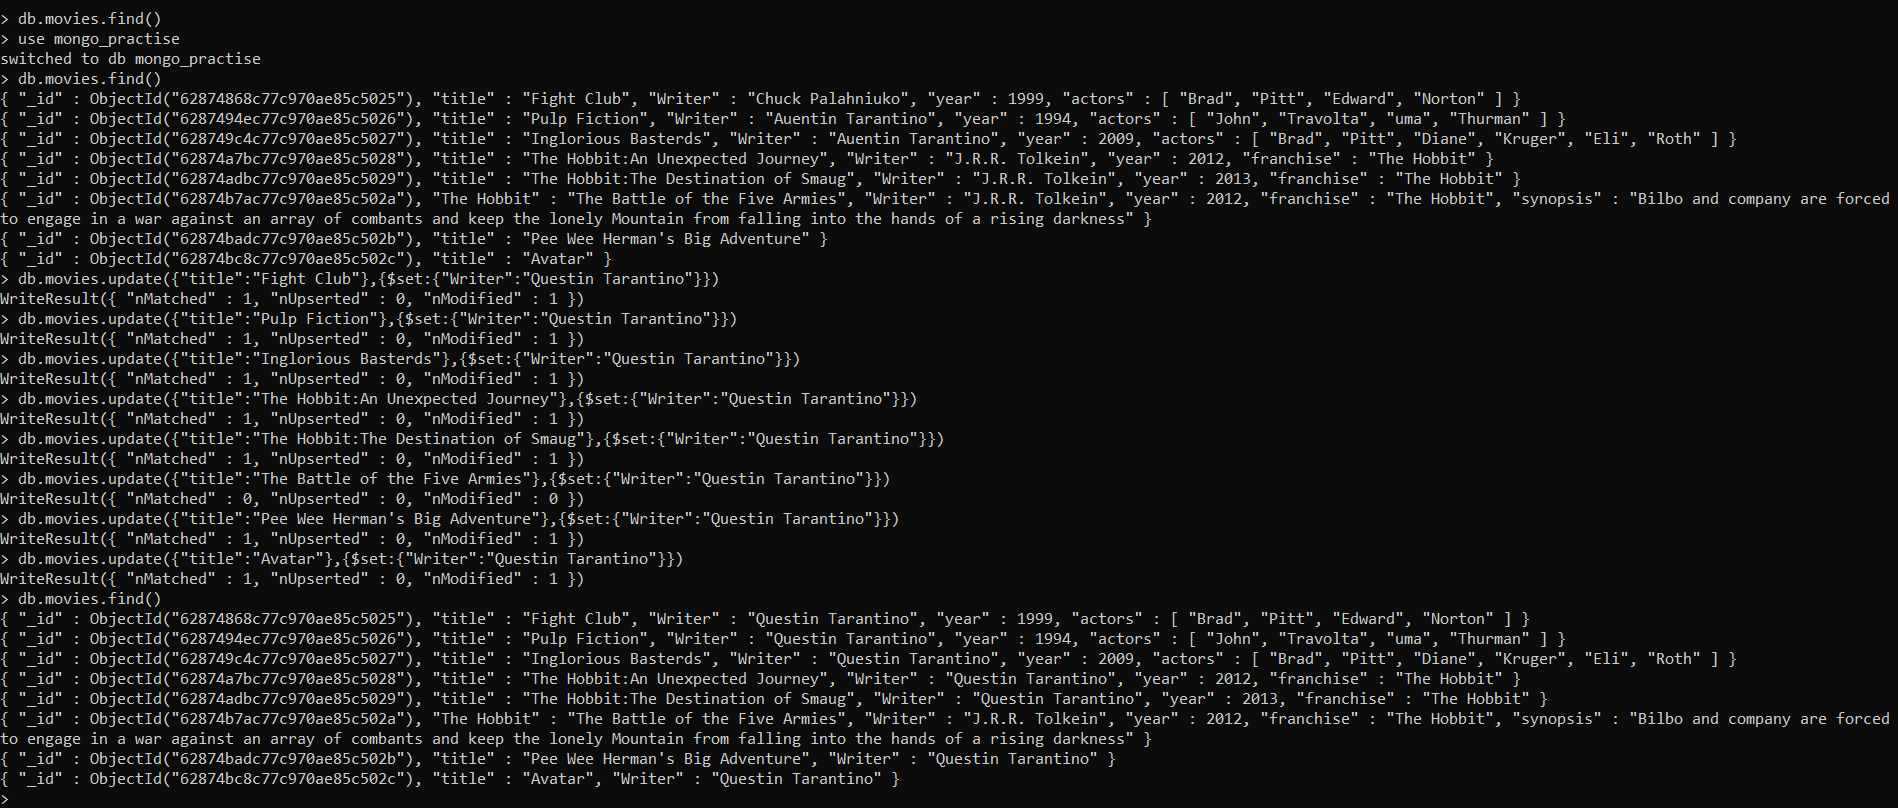 > db.movies.find()
> use mongo_practise
switched to db mongo_practise
> db.movies.find()
{ "_id" : ObjectId("62874868c77c970ae85c5025"), "title" : "Fight Club", "Writer" : "Chuck Palahniuko", "year" : 1999, "actors" : [ "Brad", "Pitt", "Edward", "Norton" ] }
{ "_id" : ObjectId("6287494ec77c970ae85c5026"), "title" : "Pulp Fiction", "Writer" : "Auentin Tarantino", "year" : 1994, "actors" : [ "John", "Travolta", "uma", "Thurman" ] }
{ "_id" : ObjectId("628749c4c77c970ae85c5027"), "title" : "Inglorious Basterds", "Writer" : "Auentin Tarantino", "year" : 2009, "actors" : [ "Brad", "Pitt", "Diane", "Kruger", "Eli", "Roth" ] }
{ "_id" : ObjectId("62874a7bc77c970ae85c5028"), "title" : "The Hobbit:An Unexpected Journey", "Writer" : "J.R.R. Tolkein", "year" : 2012, "franchise" : "The Hobbit" }
{ "_id" : ObjectId("62874adbc77c970ae85c5029"), "title" : "The Hobbit:The Destination of Smaug", "Writer" : "J.R.R. Tolkein", "year" : 2013, "franchise" : "The Hobbit" }
{ "_id" : ObjectId("62874b7ac77c970ae85c502a"), "The Hobbit" : "The Battle of the Five Armies", "Writer" : "J.R.R. Tolkein", "year" : 2012, "franchise" : "The Hobbit", "synopsis" : "Bilbo and company are forced
to engage in a war against an array of combants and keep the lonely Mountain from falling into the hands of a rising darkness" }
{ "_id" : ObjectId("62874badc77c970ae85c502b"), "title" : "Pee Wee Herman's Big Adventure" }
{ "_id" : ObjectId("62874bc8c77c970ae85c502c"), "title" : "Avatar" }
> db.movies.update({"title":"Fight Club"},{$set:{"Writer":"Questin Tarantino"}})
WriteResult({ "nMatched" : 1, "nUpserted" : 0, "nModified" : 1 })
> db.movies.update({"title":"Pulp Fiction"},{$set:{"Writer":"Questin Tarantino"}})
WriteResult({ "nMatched" : 1, "nUpserted" : 0, "nModified" : 1 })
> db.movies.update({"title":"Inglorious Basterds"},{$set:{"Writer":"Questin Tarantino"}})
WriteResult({ "nMatched" : 1, "nUpserted" : 0, "nModified" : 1 })
> db.movies.update({"title":"The Hobbit:An Unexpected Journey"},{$set:{"Writer":"Questin Tarantino"}})
WriteResult({ "nMatched" : 1, "nUpserted" : 0, "nModified" : 1 })
> db.movies.update({"title":"The Hobbit:The Destination of Smaug"},{$set:{"Writer":"Questin Tarantino"}})
WriteResult({ "nMatched" : 1, "nUpserted" : 0, "nModified" : 1 })
> db.movies.update({"title":"The Battle of the Five Armies"},{$set:{"Writer":"Questin Tarantino"}})
WriteResult({ "nMatched" : 0, "nUpserted" : 0, "nModified" : 0 })
> db.movies.update({"title":"Pee Wee Herman's Big Adventure"},{$set:{"Writer":"Questin Tarantino"}})
WriteResult({ "nMatched" : 1, "nUpserted" : 0, "nModified" : 1 })
> db.movies.update({"title":"Avatar"},{$set:{"Writer":"Questin Tarantino"}})
WriteResult({ "nMatched" : 1, "nUpserted" : 0, "nModified" : 1 })
> db.movies.find()
{ "_id" : ObjectId("62874868c77c970ae85c5025"), "title" : "Fight Club", "Writer" : "Questin Tarantino", "year" : 1999, "actors" : [ "Brad", "Pitt", "Edward", "Norton" ] }
{ "_id" : ObjectId("6287494ec77c970ae85c5026"), "title" : "Pulp Fiction", "Writer" : "Questin Tarantino", "year" : 1994, "actors" : [ "John", "Travolta", "uma", "Thurman" ] }
{ "_id" : ObjectId("628749c4c77c970ae85c5027"), "title" : "Inglorious Basterds", "Writer" : "Questin Tarantino", "year" : 2009, "actors" : [ "Brad", "Pitt", "Diane", "Kruger", "Eli", "Roth" ] }
{ "_id" : ObjectId("62874a7bc77c970ae85c5028"), "title" : "The Hobbit:An Unexpected Journey", "Writer" : "Questin Tarantino", "year" : 2012, "franchise" : "The Hobbit" }
{ "_id" : ObjectId("62874adbc77c970ae85c5029"), "title" : "The Hobbit:The Destination of Smaug", "Writer" : "Questin Tarantino", "year" : 2013, "franchise" : "The Hobbit" }
{ "_id" : ObjectId("62874b7ac77c970ae85c502a"), "The Hobbit" : "The Battle of the Five Armies", "Writer" : "J.R.R. Tolkein", "year" : 2012, "franchise" : "The Hobbit", "synopsis" : "Bilbo and company are forced
to engage in a war against an array of combants and keep the lonely Mountain from falling into the hands of a rising darkness" }
{ "_id" : ObjectId("62874badc77c970ae85c502b"), "title" : "Pee Wee Herman's Big Adventure", "Writer" : "Questin Tarantino" }
{ "_id" : ObjectId("62874bc8c77c970ae85c502c"), "title" : "Avatar", "Writer" : "Questin Tarantino" }
>